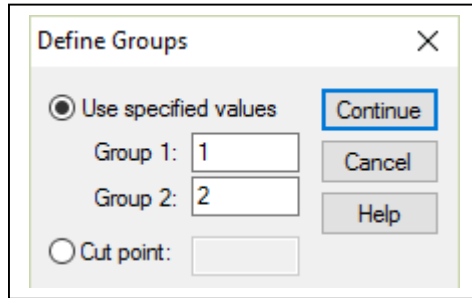 Define Groups
Use specified values
Continue
Group 1: 1
Cancel
Group 2: 2
Help
Cut point: